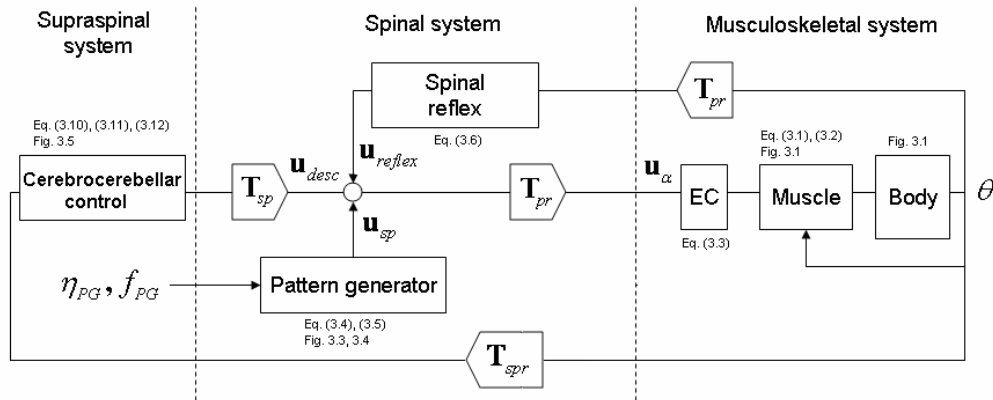 Supraspinal
system
Spinal system
Musculoskeletal system
Spinal
reflex
Eq. (3.6)
T_pr
Eq. (3.10), (3.11), (3.12)
Fig. 3.5
Cerebrocerebellar
control
T_sp
u_desc
u_reflex
u_sp
T_pr
u_α
EC
Eq. (3.3)
Eq. (3.1), (3.2)
Fig. 3.1
Muscle
Fig. 3.1
Body
θ
η_PG, f_PG
Pattern generator
Eq. (3.4), (3.5)
Fig. 3.3, 3.4
T_spr